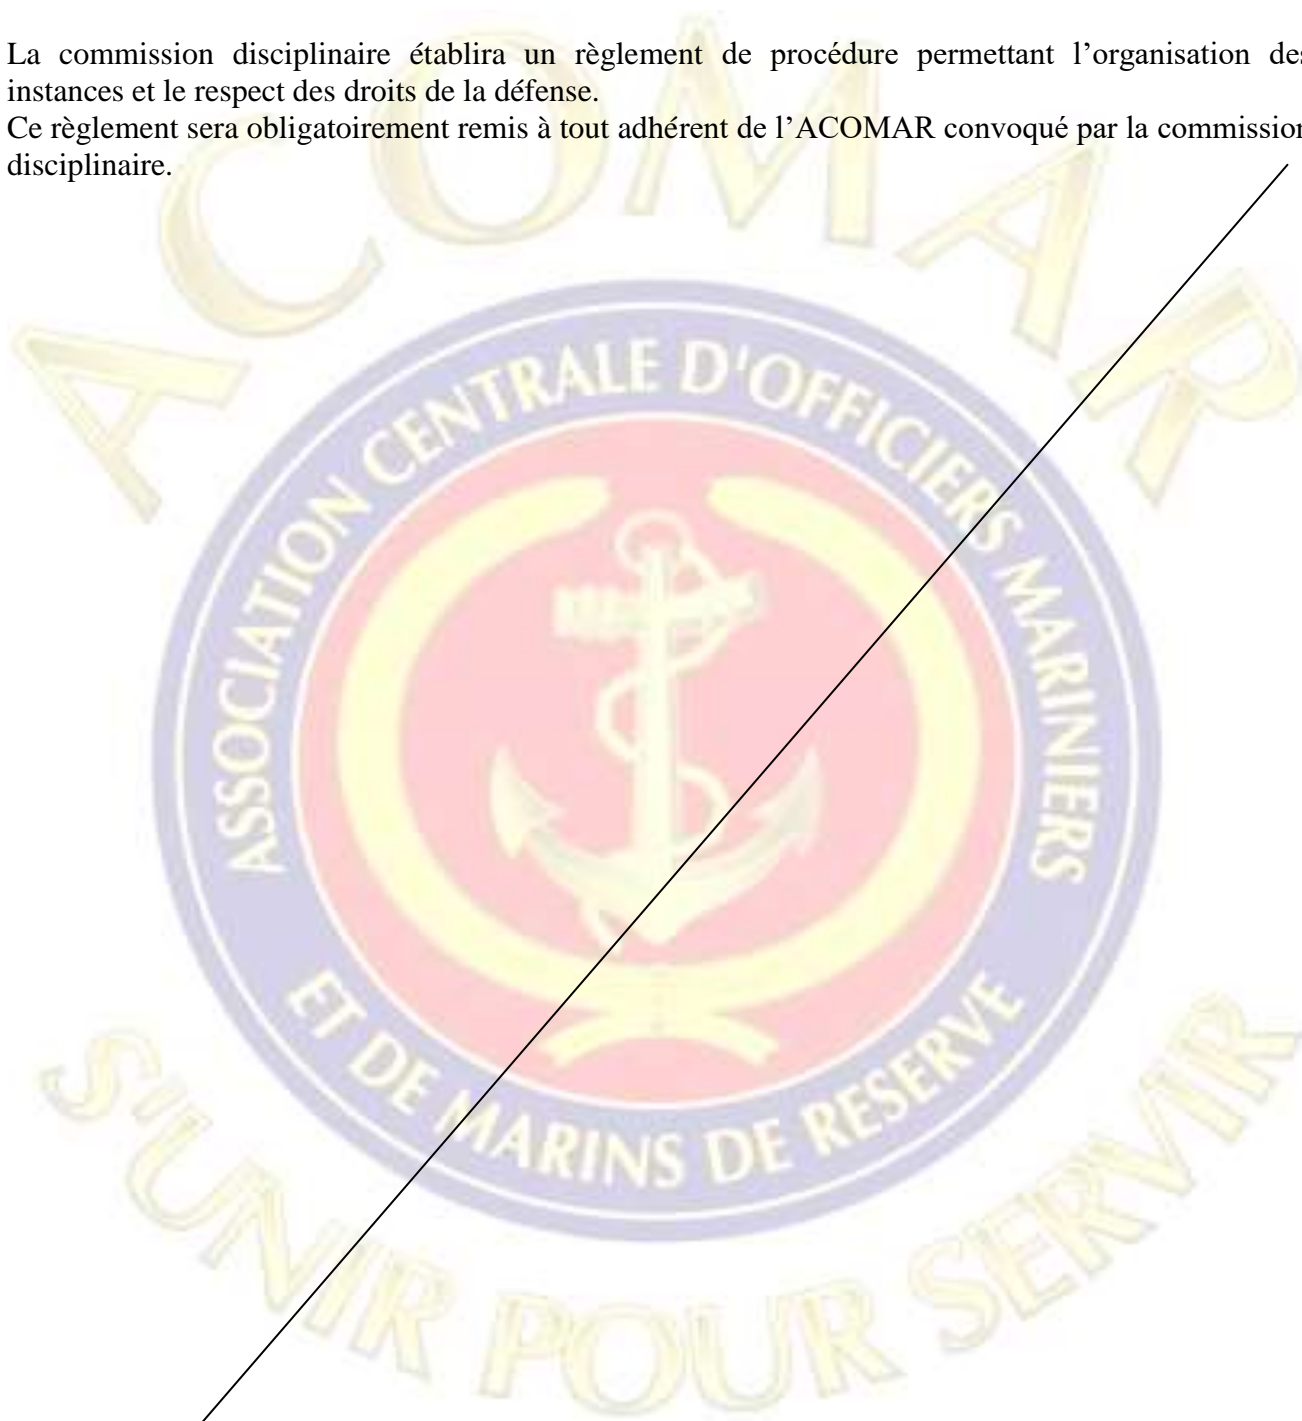 La commission disciplinaire établira un règlement de procédure permettant l’organisation des
instances et le respect des droits de la défense.
Ce règlement sera obligatoirement remis à tout adhérent de l’ACOMAR convoqué par la commission
disciplinaire.
ACOMAR
ASSOCIATION CENTRALE D'OFFICIERS MARINIERS
ET DE MARINS DE RESERVE
S'UNIR POUR SERVIR